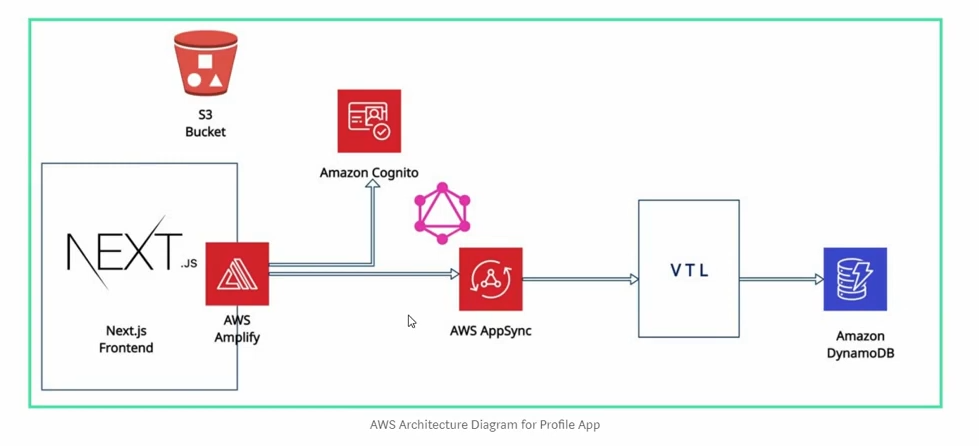 S3
Bucket
Amazon Cognito
NEXT.JS
Next.js
Frontend
AWS
Amplify
AWS AppSync
VTL
Amazon
DynamoDB
AWS Architecture Diagram for Profile App